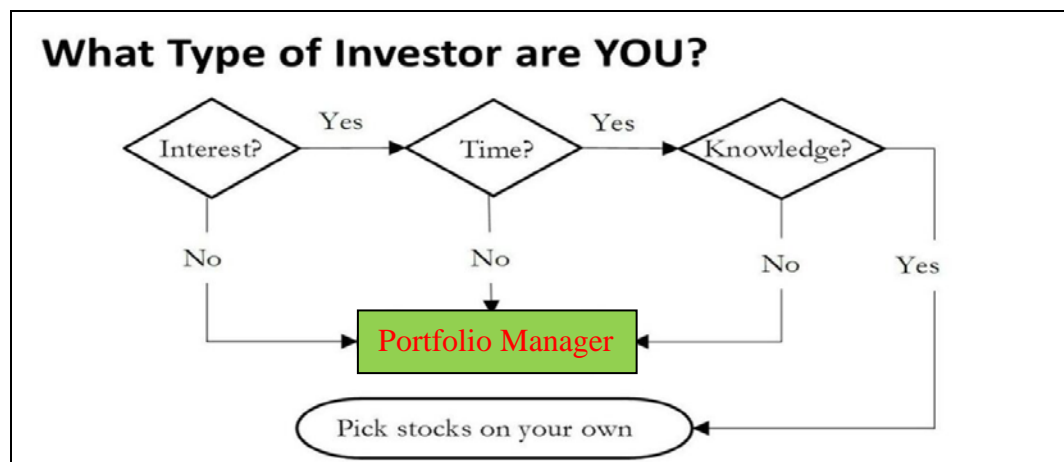 What Type of Investor are YOU?
Yes
Yes
Interest?
Time?
Knowledge?
No
No
No
Yes
Portfolio Manager
Pick stocks on your own